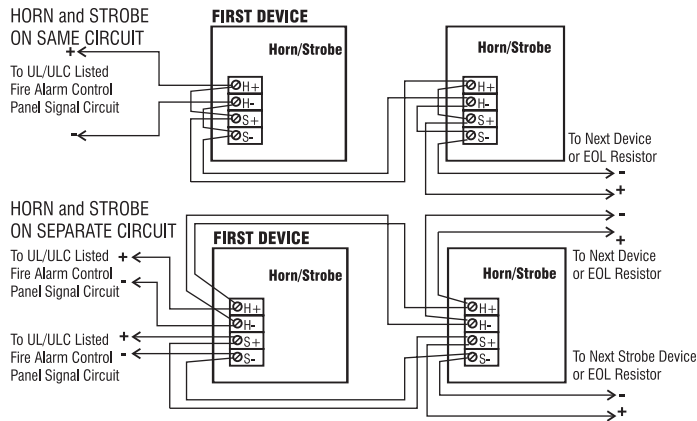 HORN and STROBE
ON SAME CIRCUIT
+
To UL/ULC Listed
Fire Alarm Control
Panel Signal Circuit
-
FIRST DEVICE
Horn/Strobe
H+
H-
S+
S-
Horn/Strobe
H+
H-
S+
S-
To Next Device
or EOL Resistor
-
+
HORN and STROBE
ON SEPARATE CIRCUIT
To UL/ULC Listed +
Fire Alarm Control
Panel Signal Circuit -
To UL/ULC Listed +
Fire Alarm Control -
Panel Signal Circuit
FIRST DEVICE
Horn/Strobe
H+
H-
S+
S-
Horn/Strobe
H+
H-
S+
S-
-
+
To Next Device
or EOL Resistor
To Next Strobe Device
or EOL Resistor
-
+